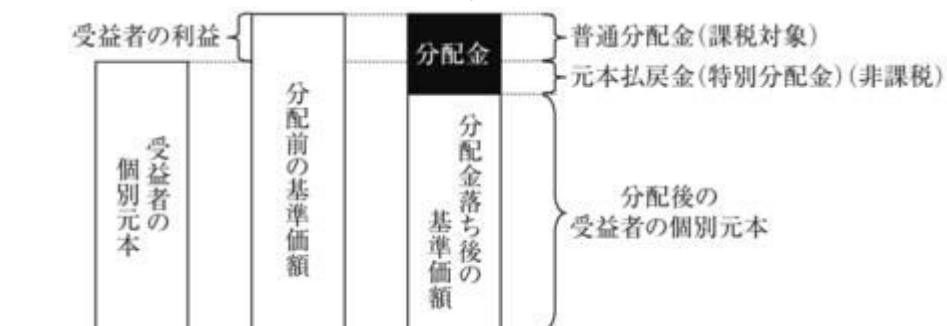 受益者の利益
普通分配金(課税対象)
分配金
元本払戻金(特別分配金)(非課税)
受益者の
個別元本
分配前の基準価額
分配金落ち後の
基準価額
分配後の
受益者の個別元本